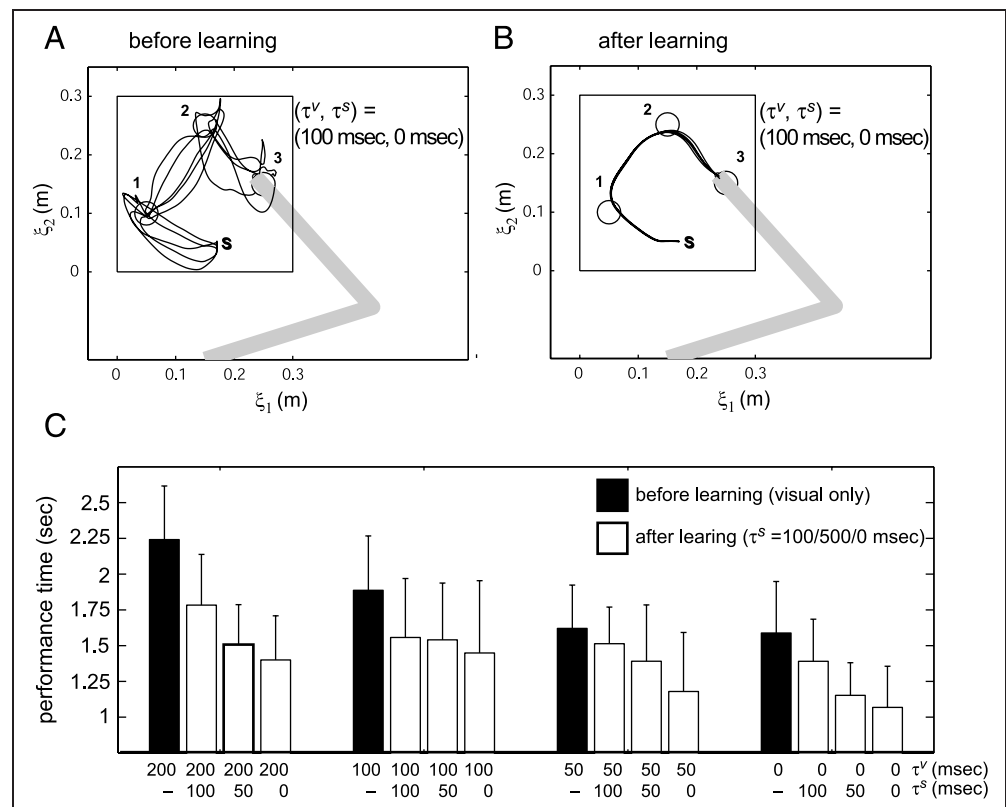 A before learning
0.3
0.2
0.1
0
ξ2 (m)
2
1
3
S
(τv, τs) =
(100 msec, 0 msec)
0 0.1 0.2 0.3
ξ1 (m)
B after learning
0.3
0.2
0.1
0
ξ2 (m)
2
1
3
S
(τv, τs) =
(100 msec, 0 msec)
0 0.1 0.2 0.3
ξ1 (m)
C
performance time (sec)
2.5
2.25
2
1.75
1.5
1.25
1
before learning (visual only)
after learing (τs =100/500/0 msec)
200 200 200 200 100 100 100 100 50 50 50 50 0 0 0 0 τv (msec)
– 100 50 0 – 100 50 0 – 100 50 0 – 100 50 0 τs (msec)